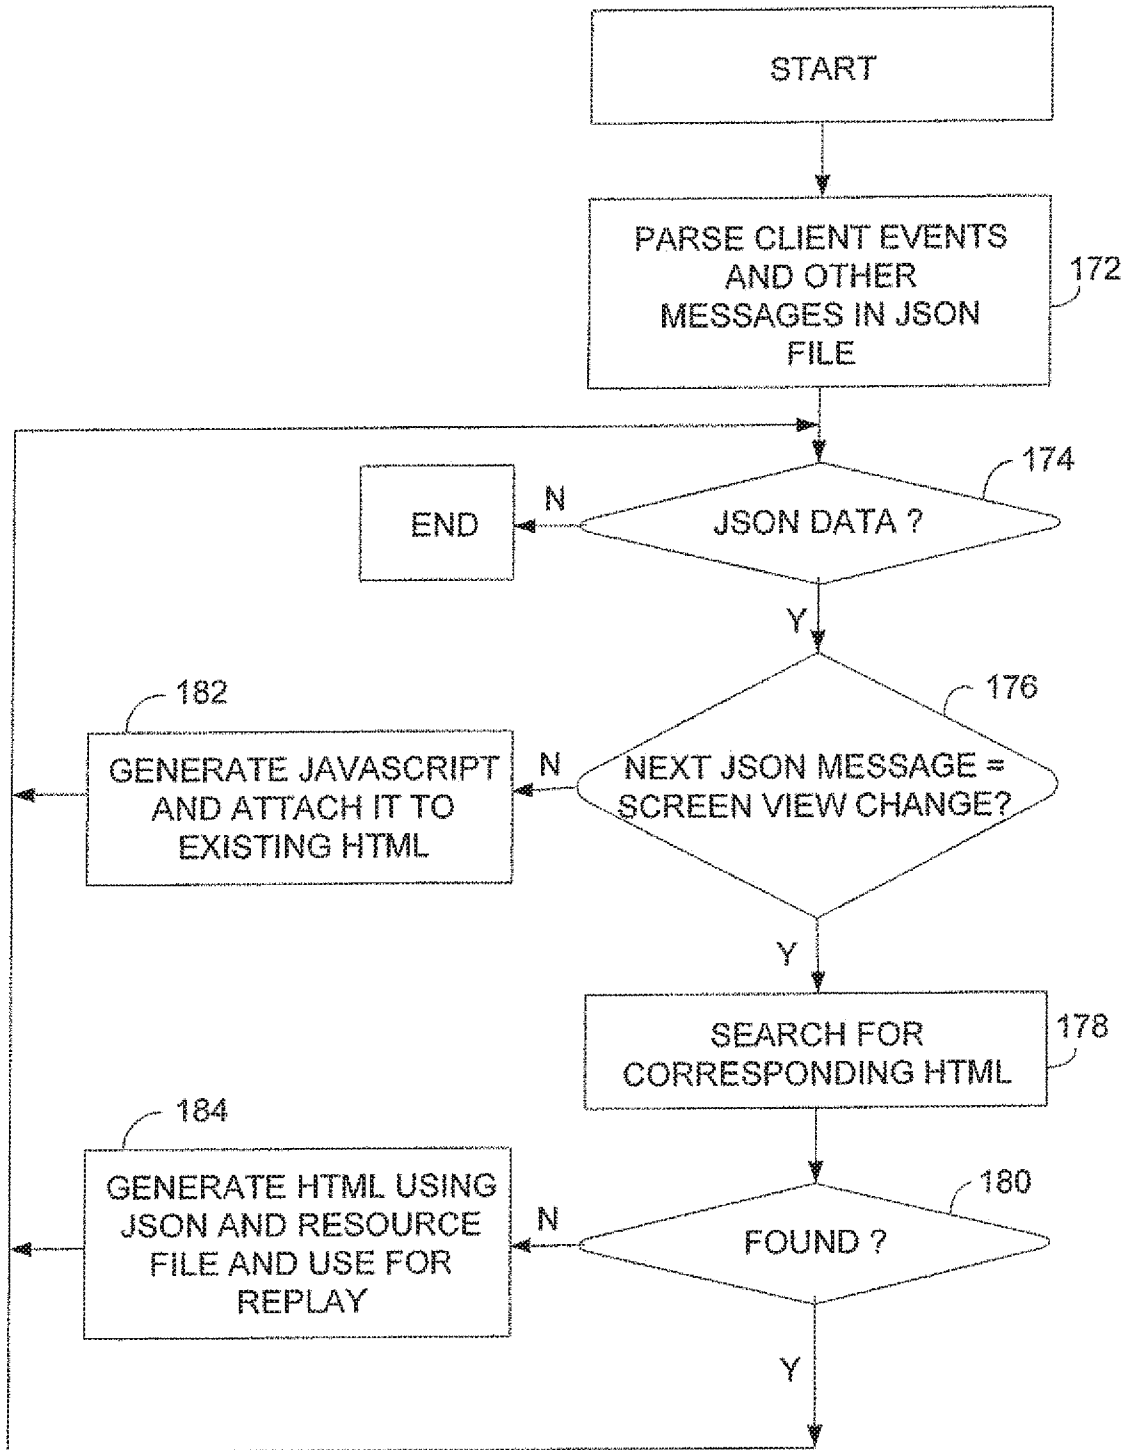 START
PARSE CLIENT EVENTS
AND OTHER
MESSAGES IN JSON
FILE
172
174
N
END
JSON DATA ?
Y
176
182
GENERATE JAVASCRIPT
AND ATTACH IT TO
EXISTING HTML
N
NEXT JSON MESSAGE =
SCREEN VIEW CHANGE?
Y
SEARCH FOR
CORRESPONDING HTML
178
184
GENERATE HTML USING
JSON AND RESOURCE
FILE AND USE FOR
REPLAY
N
180
FOUND ?
Y